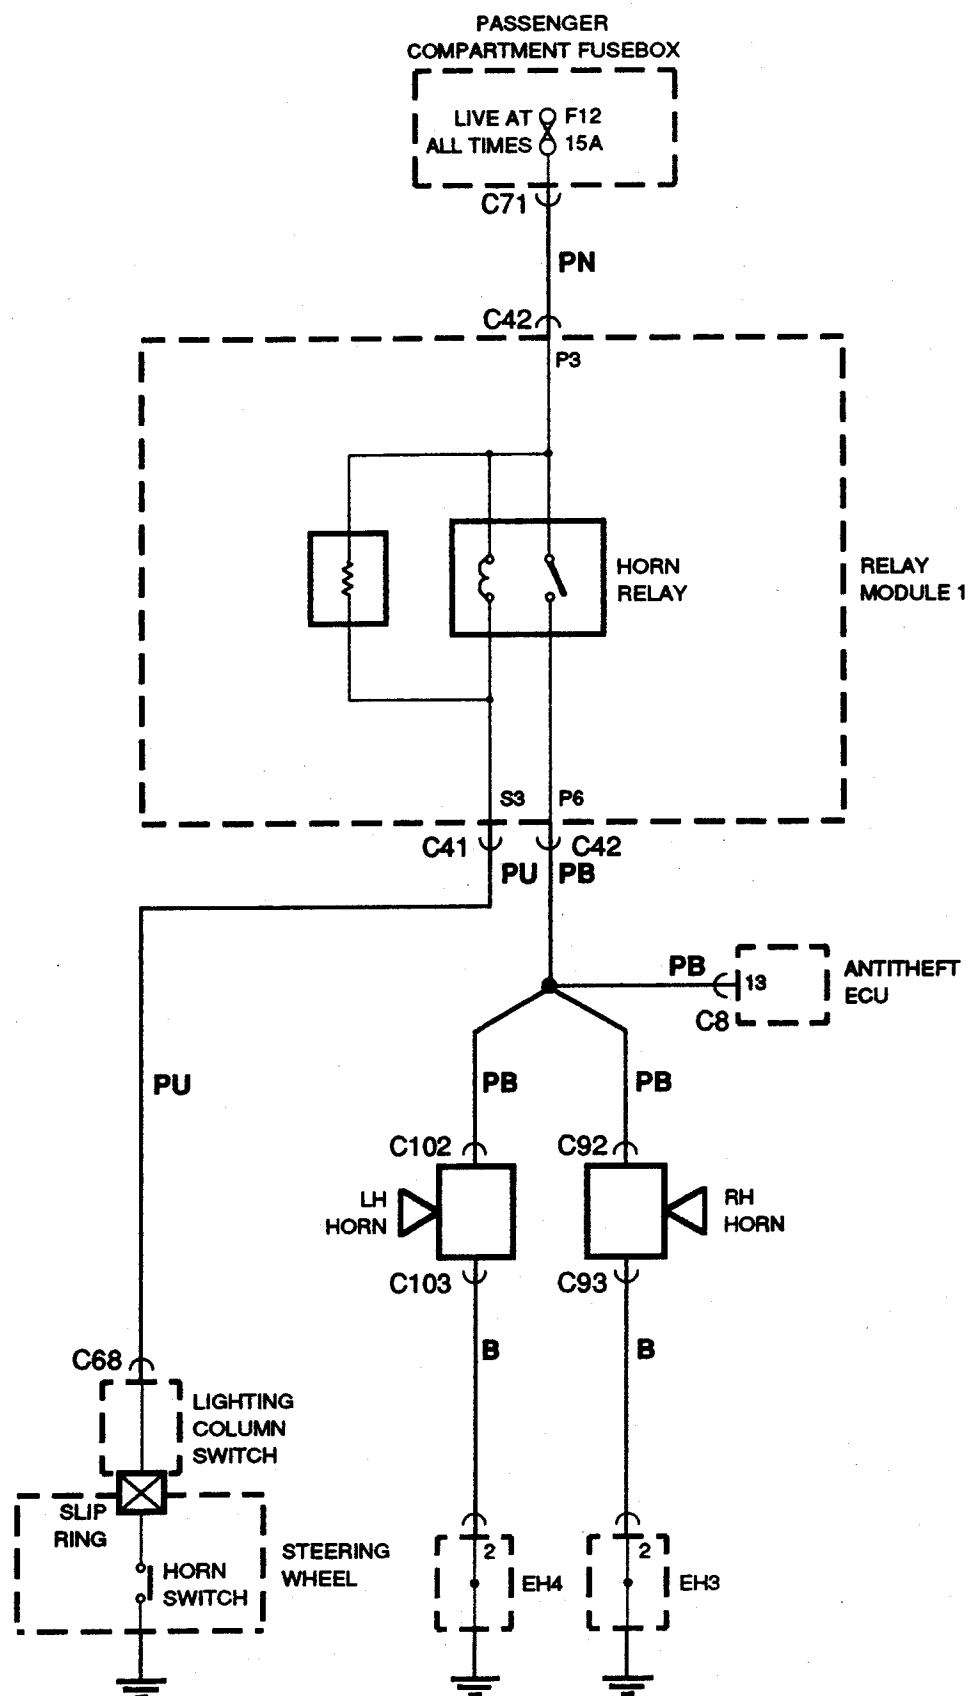 PASSENGER
COMPARTMENT FUSEBOX
LIVE AT F12
ALL TIMES 15A
C71
PN
C42
P3
HORN
RELAY
RELAY
MODULE 1
S3 P6
C41 C42
PU PB
PB
13
ANTITHEFT
ECU
C8
PU
PB PB
C102 C92
LH
HORN
RH
HORN
C103 C93
B B
C68
LIGHTING
COLUMN
SWITCH
SLIP
RING
STEERING
WHEEL
HORN
SWITCH
2 2
EH4 EH3